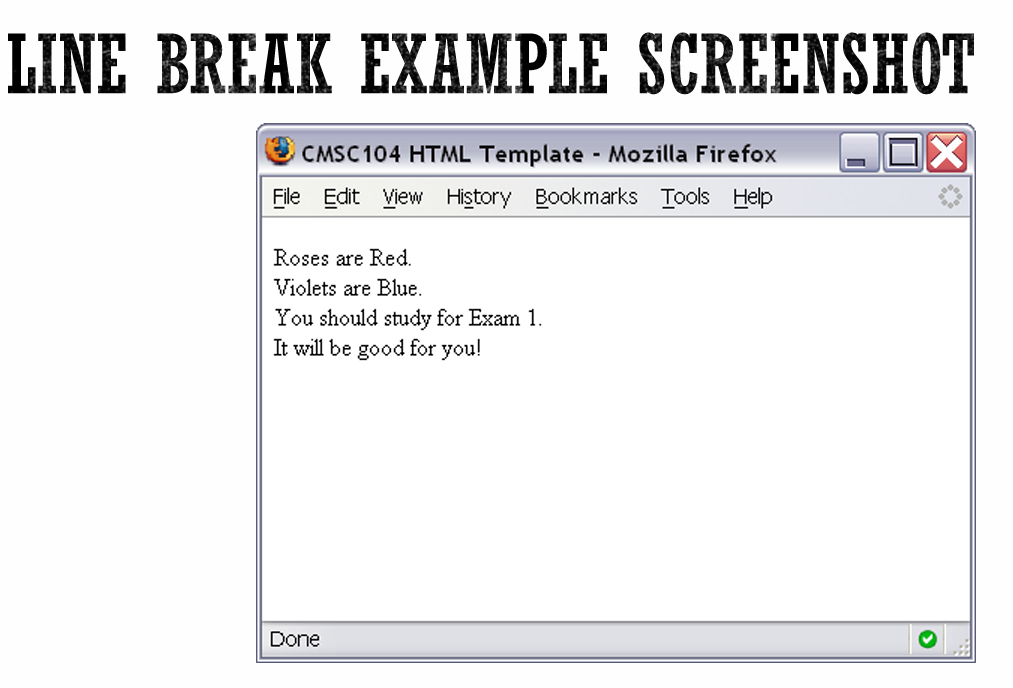 LINE BREAK EXAMPLE SCREENSHOT
CMSC104 HTML Template - Mozilla Firefox
File Edit View History Bookmarks Tools Help
Roses are Red.
Violets are Blue.
You should study for Exam 1.
It will be good for you!
Done